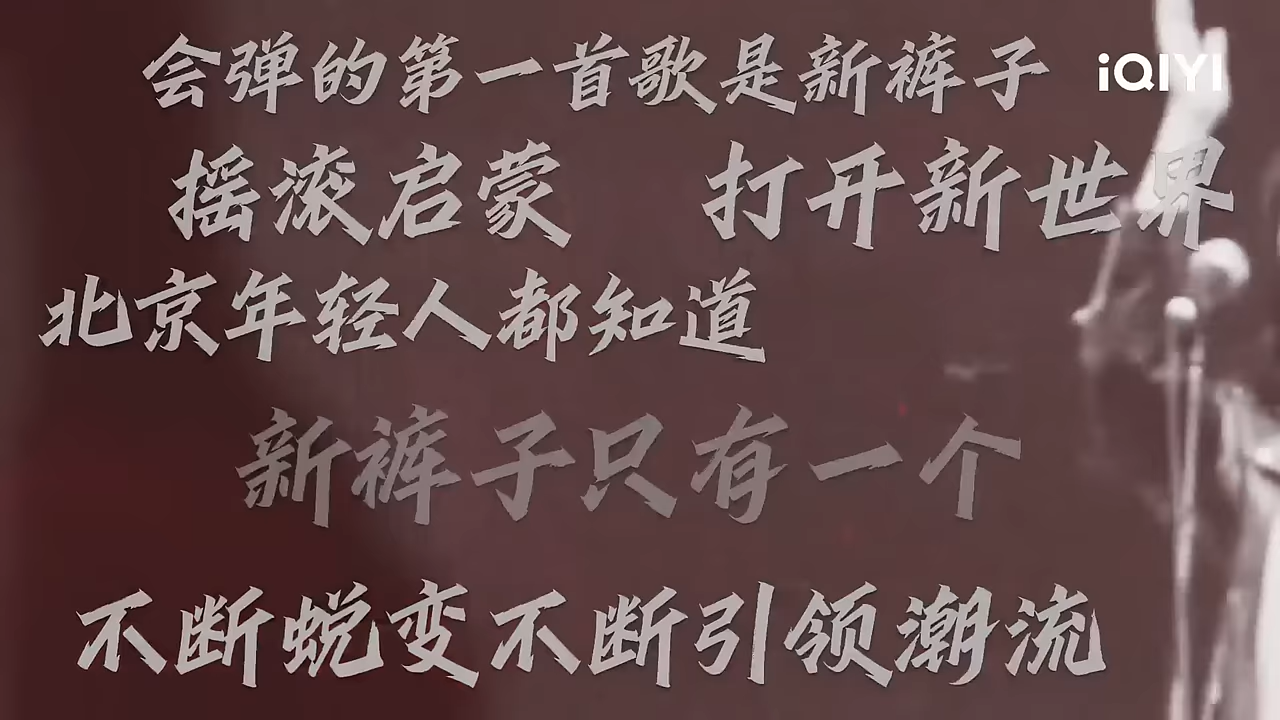 会弹的第一首歌是新裤子
iQIYI
摇滚启蒙 打开新世界
北京年轻人都知道
新裤子只有一个
不断蜕变不断引领潮流